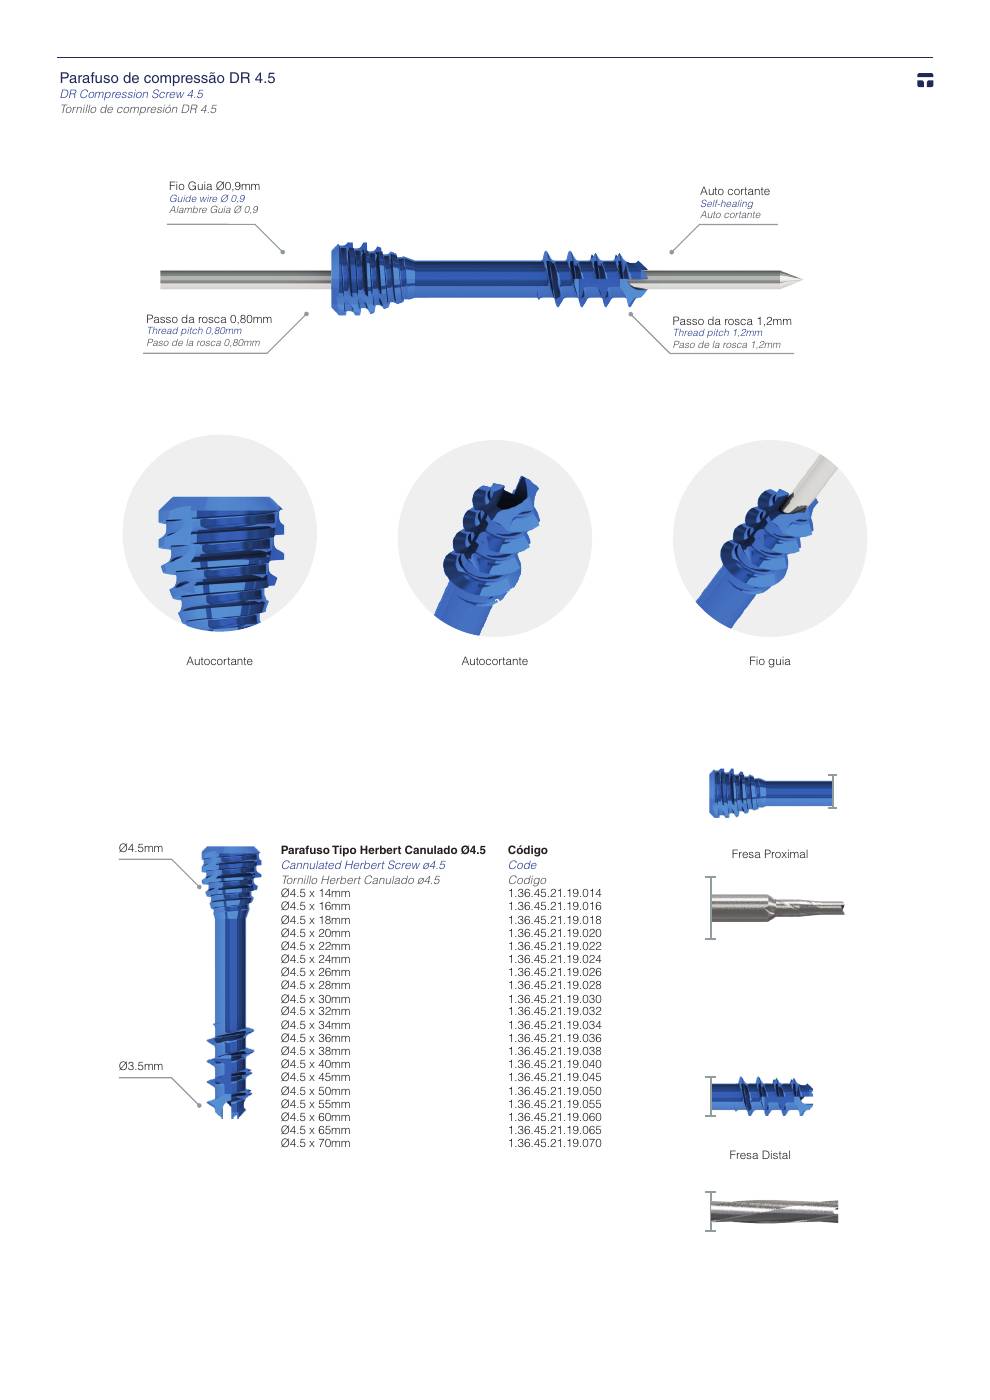 Parafuso de compressão DR 4.5
DR Compression Screw 4.5
Tornillo de compresión DR 4.5
Fio Guia Ø0,9mm
Guide wire Ø 0,9
Alambre Guia Ø 0,9
Auto cortante
Self-healing
Auto cortante
Passo da rosca 0,80mm
Thread pitch 0,80mm
Paso de la rosca 0,80mm
Passo da rosca 1,2mm
Thread pitch 1,2mm
Paso de la rosca 1,2mm
Autocortante
Autocortante
Fio guia
Fresa Proximal
Ø4.5mm
Ø3.5mm
Parafuso Tipo Herbert Canulado Ø4.5 Código
Cannulated Herbert Screw ø4.5 Code
Tornillo Herbert Canulado ø4.5 Codigo
Ø4.5 x 14mm 1.36.45.21.19.014
Ø4.5 x 16mm 1.36.45.21.19.016
Ø4.5 x 18mm 1.36.45.21.19.018
Ø4.5 x 20mm 1.36.45.21.19.020
Ø4.5 x 22mm 1.36.45.21.19.022
Ø4.5 x 24mm 1.36.45.21.19.024
Ø4.5 x 26mm 1.36.45.21.19.026
Ø4.5 x 28mm 1.36.45.21.19.028
Ø4.5 x 30mm 1.36.45.21.19.030
Ø4.5 x 32mm 1.36.45.21.19.032
Ø4.5 x 34mm 1.36.45.21.19.034
Ø4.5 x 36mm 1.36.45.21.19.036
Ø4.5 x 38mm 1.36.45.21.19.038
Ø4.5 x 40mm 1.36.45.21.19.040
Ø4.5 x 45mm 1.36.45.21.19.045
Ø4.5 x 50mm 1.36.45.21.19.050
Ø4.5 x 55mm 1.36.45.21.19.055
Ø4.5 x 60mm 1.36.45.21.19.060
Ø4.5 x 65mm 1.36.45.21.19.065
Ø4.5 x 70mm 1.36.45.21.19.070
Fresa Distal